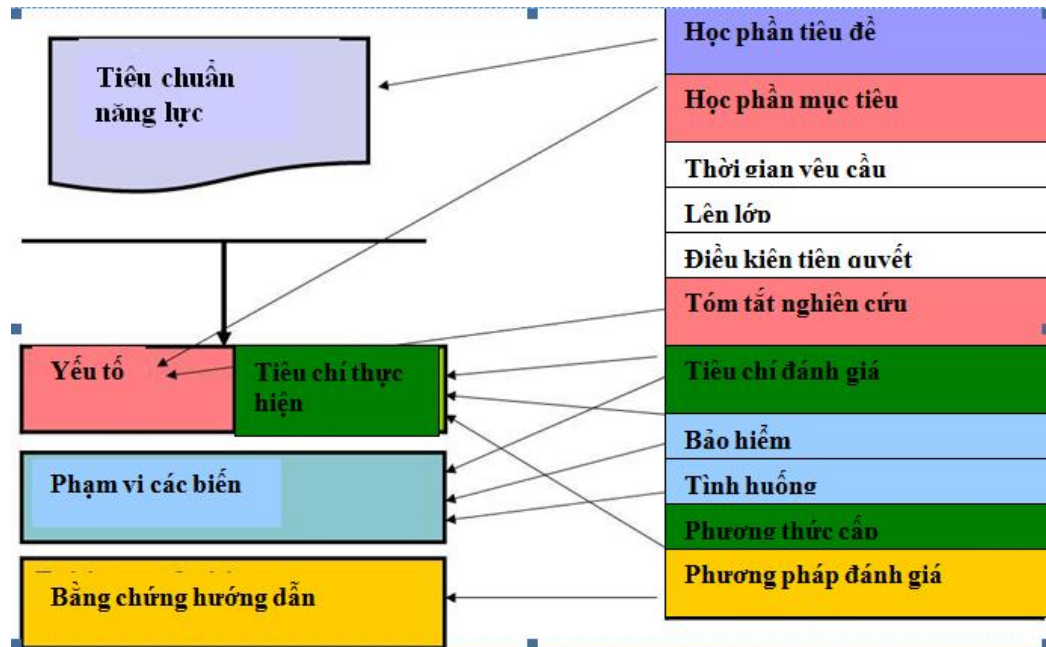 Tiêu chuẩn
năng lực
Yếu tố
Tiêu chí thực
hiện
Phạm vi các biến
Bằng chứng hướng dẫn
Học phần tiêu đề
Học phần mục tiêu
Thời gian yêu cầu
Lên lớp
Điều kiện tiên quyết
Tóm tắt nghiên cứu
Tiêu chí đánh giá
Bảo hiểm
Tình huống
Phương thức cấp
Phương pháp đánh giá